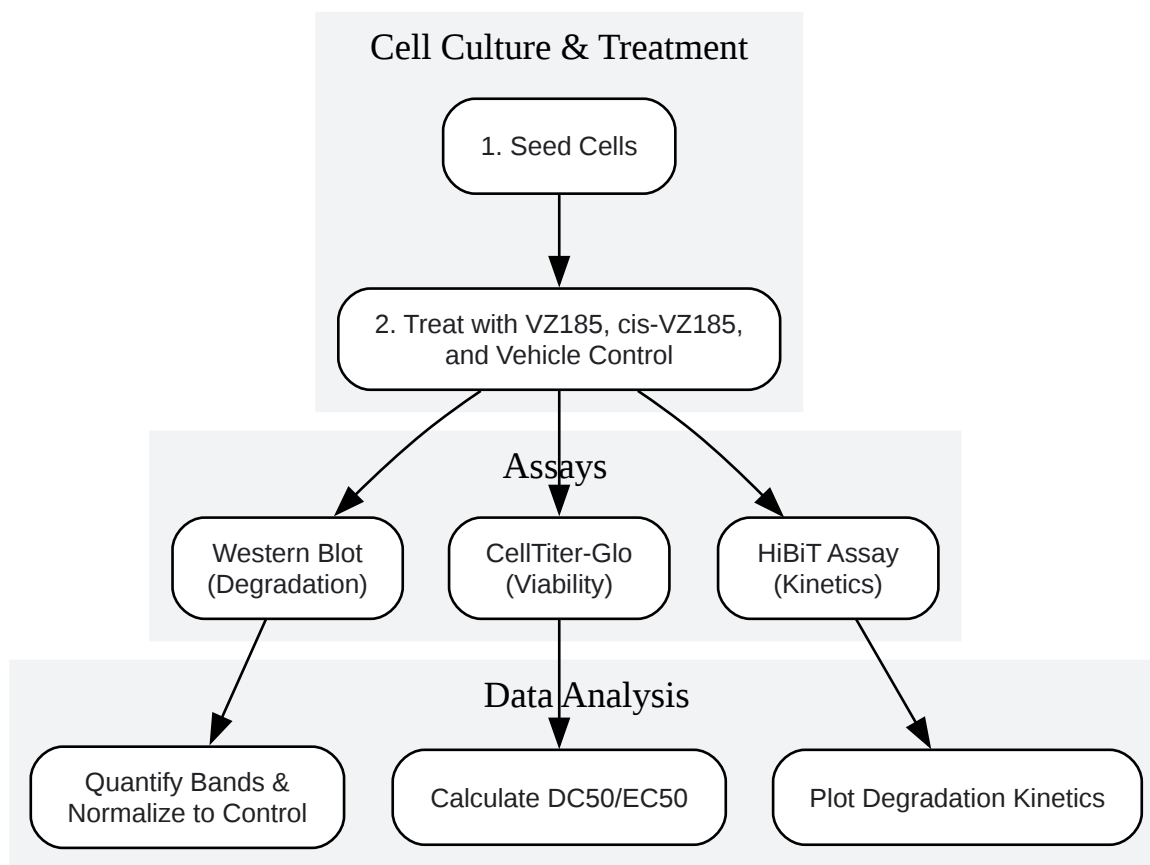 Cell Culture & Treatment
1. Seed Cells
2. Treat with VZ185, cis-VZ185,
and Vehicle Control
Assays
Western Blot
(Degradation)
CellTiter-Glo
(Viability)
HiBiT Assay
(Kinetics)
Data Analysis
Quantify Bands &
Normalize to Control
Calculate DC50/EC50
Plot Degradation Kinetics